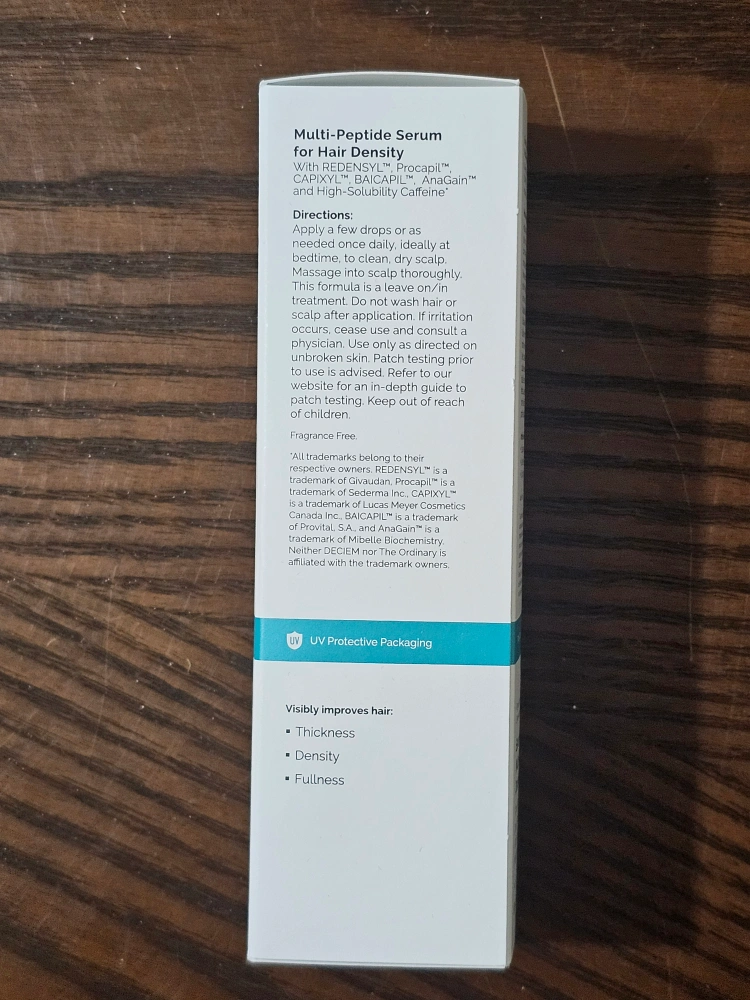 Multi-Peptide Serum
for Hair Density
With REDENSYL™, Procapil™,
CAPIXYL™, BAICAPIL™, AnaGain™
and High-Solubility Caffeine*
Directions:
Apply a few drops or as
needed once daily, ideally at
bedtime, to clean, dry scalp.
Massage into scalp thoroughly.
This formula is a leave on/in
treatment. Do not wash hair or
scalp after application. If irritation
occurs, cease use and consult a
physician. Use only as directed on
unbroken skin. Patch testing prior
to use is advised. Refer to our
website for an in-depth guide to
patch testing. Keep out of reach
of children.
Fragrance Free.
*All trademarks belong to their
respective owners. REDENSYL™ is a
trademark of Givaudan, Procapil™ is a
trademark of Sederma Inc., CAPIXYL™
is a trademark of Lucas Meyer Cosmetics
Canada Inc., BAICAPIL™ is a trademark
of Provital, S.A., and AnaGain™ is a
trademark of Mibelle Biochemistry.
Neither DECIEM nor The Ordinary is
affiliated with the trademark owners.
UV UV Protective Packaging
Visibly improves hair:
▪ Thickness
▪ Density
▪ Fullness